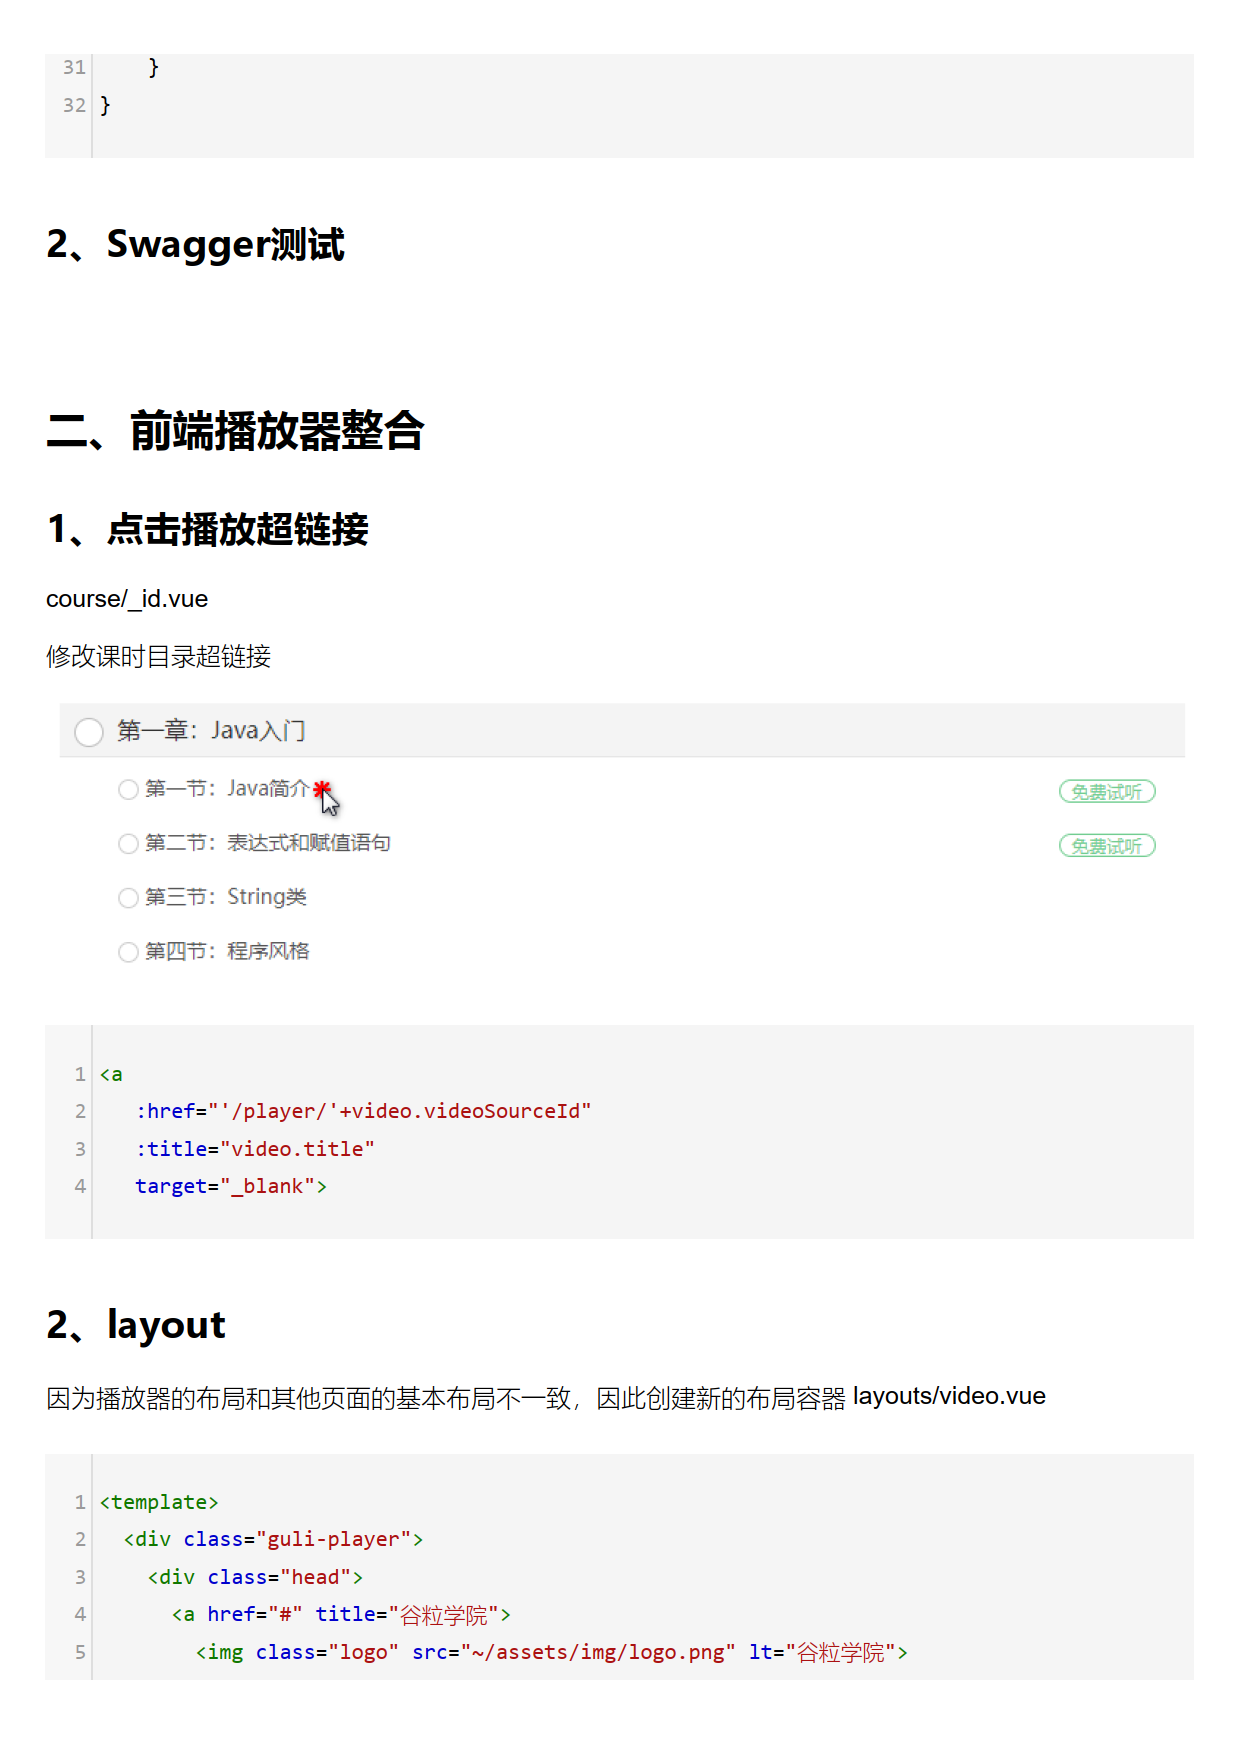 31     }
32 }
2、Swagger测试
二、前端播放器整合
1、点击播放超链接
course/_id.vue
修改课时目录超链接
第一章：Java入门
第一节：Java简介
免费试听
第二节：表达式和赋值语句
免费试听
第三节：String类
第四节：程序风格
1 <a
2    :href="'/player/'+video.videoSourceId"
3    :title="video.title"
4    target="_blank">
2、layout
因为播放器的布局和其他页面的基本布局不一致，因此创建新的布局容器 layouts/video.vue
1 <template>
2   <div class="guli-player">
3     <div class="head">
4       <a href="#" title="谷粒学院">
5         <img class="logo" src="~/assets/img/logo.png" lt="谷粒学院">